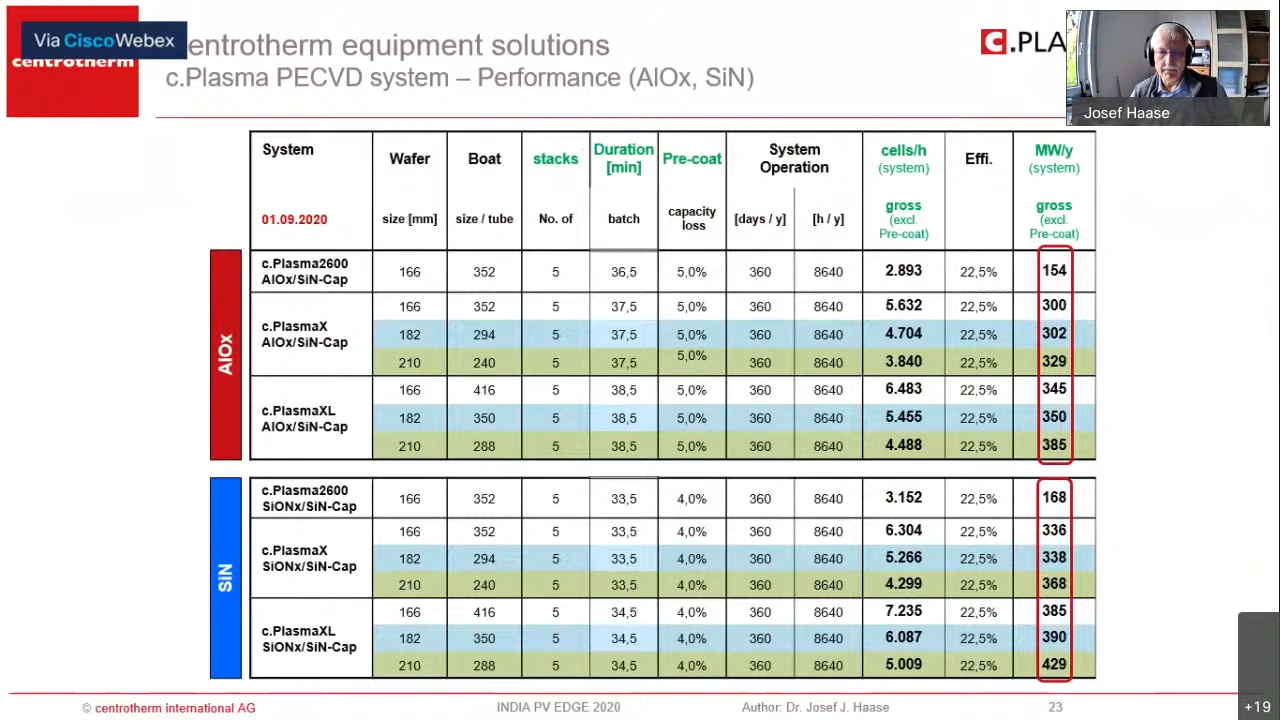 Via CiscoWebex
centrotherm
entrotherm equipment solutions
c.Plasma PECVD system – Performance (AlOx, SiN)
c.PLA
Josef Haase
System Wafer Boat stacks Duration [min] Pre-coat System Operation cells/h (system) Effi. MW/y (system)
01.09.2020 size [mm] size / tube No. of batch capacity loss [days / y] [h / y] gross (excl. Pre-coat) gross (excl. Pre-coat)
AlOx
c.Plasma2600 AlOx/SiN-Cap 166 352 5 36,5 5,0% 360 8640 2.893 22,5% 154
c.PlasmaX AlOx/SiN-Cap 166 352 5 37,5 5,0% 360 8640 5.632 22,5% 300
182 294 5 37,5 5,0% 360 8640 4.704 22,5% 302
210 240 5 37,5 5,0% 360 8640 3.840 22,5% 329
c.PlasmaXL AlOx/SiN-Cap 166 416 5 38,5 5,0% 360 8640 6.483 22,5% 345
182 350 5 38,5 5,0% 360 8640 5.455 22,5% 350
210 288 5 38,5 5,0% 360 8640 4.488 22,5% 385
SiN
c.Plasma2600 SiONx/SiN-Cap 166 352 5 33,5 4,0% 360 8640 3.152 22,5% 168
c.PlasmaX SiONx/SiN-Cap 166 352 5 33,5 4,0% 360 8640 6.304 22,5% 336
182 294 5 33,5 4,0% 360 8640 5.266 22,5% 338
210 240 5 33,5 4,0% 360 8640 4.299 22,5% 368
c.PlasmaXL SiONx/SiN-Cap 166 416 5 34,5 4,0% 360 8640 7.235 22,5% 385
182 350 5 34,5 4,0% 360 8640 6.087 22,5% 390
210 288 5 34,5 4,0% 360 8640 5.009 22,5% 429
© centrotherm international AG INDIA PV EDGE 2020 Author: Dr. Josef J. Haase 23
+19